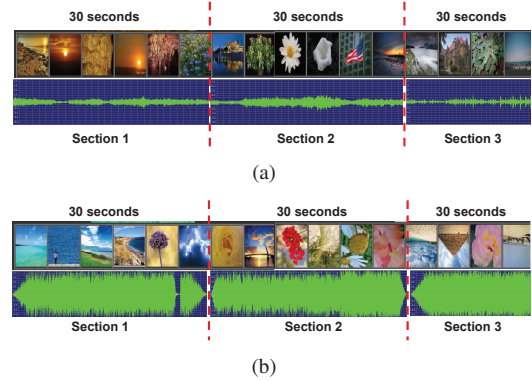 30 seconds 30 seconds 30 seconds
Section 1 Section 2 Section 3
(a)
30 seconds 30 seconds 30 seconds
Section 1 Section 2 Section 3
(b)